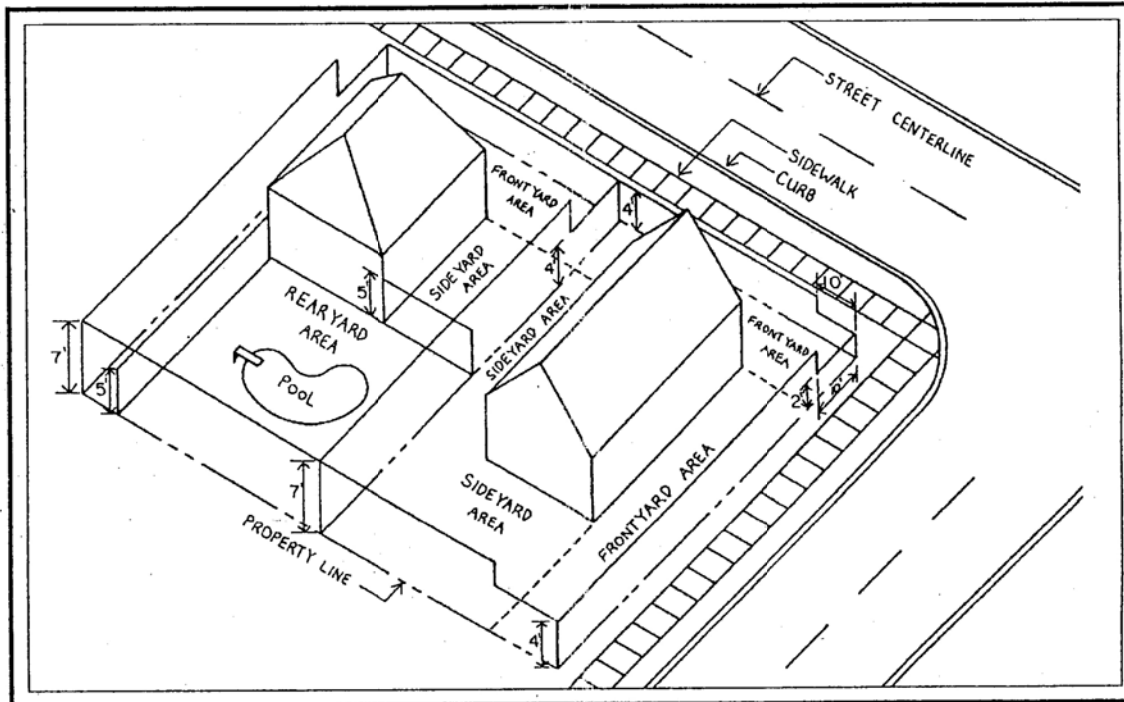 STREET CENTERLINE
SIDEWALK
CURB
FRONTYARD
AREA
4'
SIDEYARD
AREA
4'
10'
5'
REARYARD
AREA
SIDEYARD AREA
FRONTYARD
AREA
7'
5'
POOL
2'
10'
7'
SIDEYARD
AREA
FRONTYARD AREA
PROPERTY LINE
4'